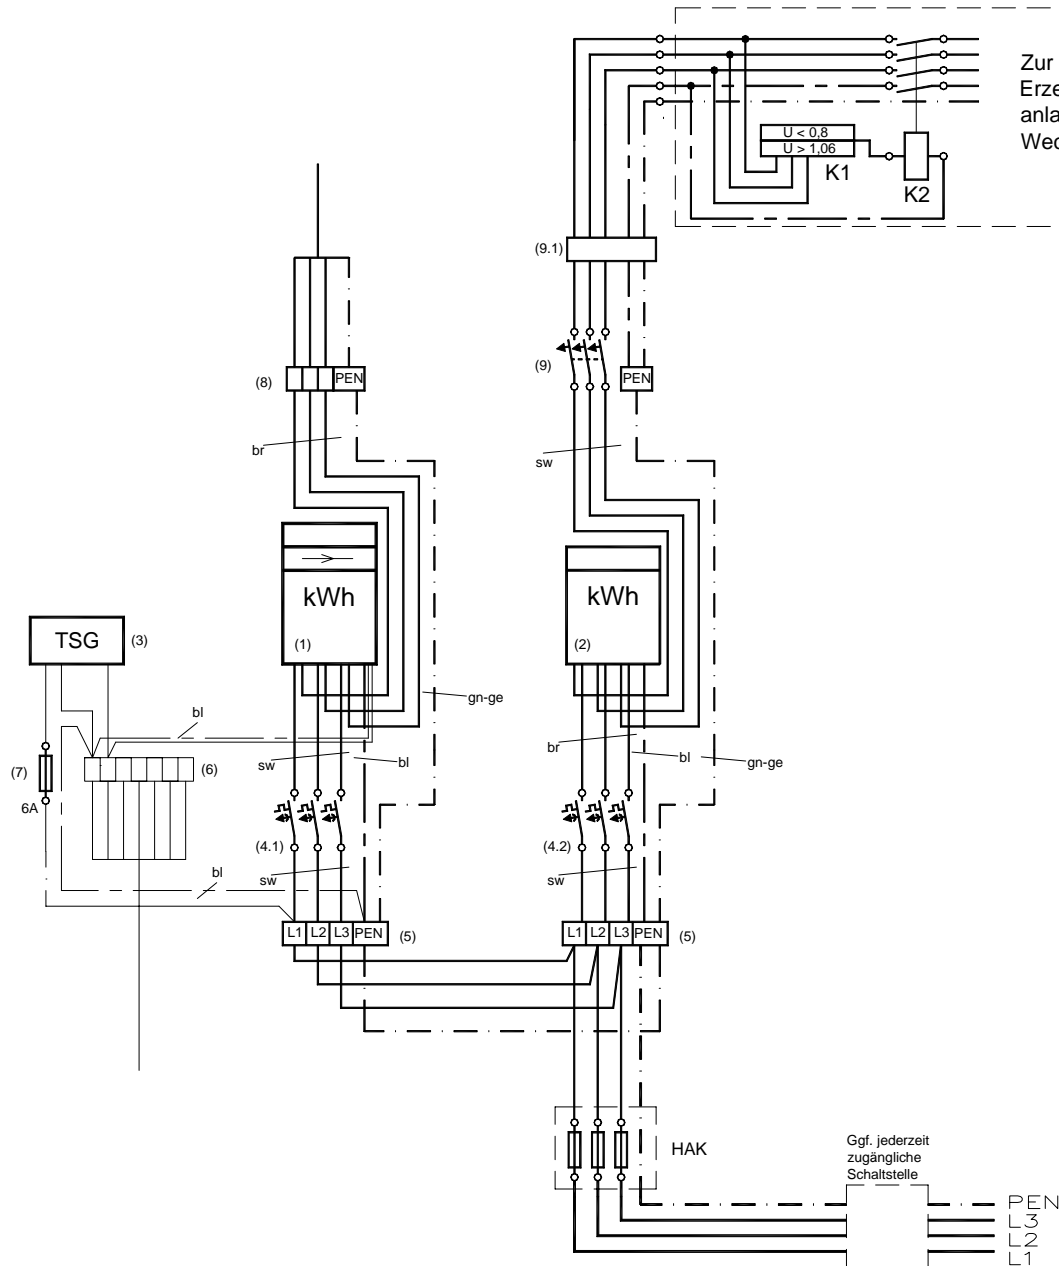 Zur
Erze
anla
Wec
U < 0,8
U > 1,06
K1
K2
(9.1)
(9)
(8)
PEN
PEN
br
sw
kWh
(1)
kWh
(2)
TSG
(3)
gn-ge
bl
sw
bl
br
bl
gn-ge
(7)
6A
(6)
(4.1)
(4.2)
bl
sw
sw
L1 L2 L3 PEN
(5)
L1 L2 L3 PEN
(5)
HAK
Ggf. jederzeit
zugängliche
Schaltstelle
PEN
L3
L2
L1